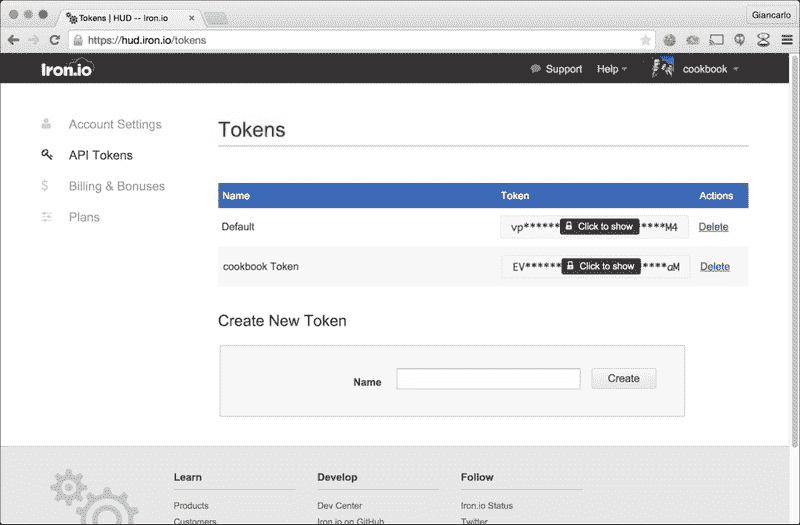 Tokens | HUD -- Iron.io
Giancarlo
https://hud.iron.io/tokens
Iron.io
Support Help cookbook
Account Settings
API Tokens
Billing & Bonuses
Plans
Tokens
Name Token Actions
Default vp****** Click to show ****M4 Delete
cookbook Token EV****** Click to show ****aM Delete
Create New Token
Name Create
Learn Develop Follow
Products Dev Center Iron.io Status
Customers Iron.io on GitHub Twitter